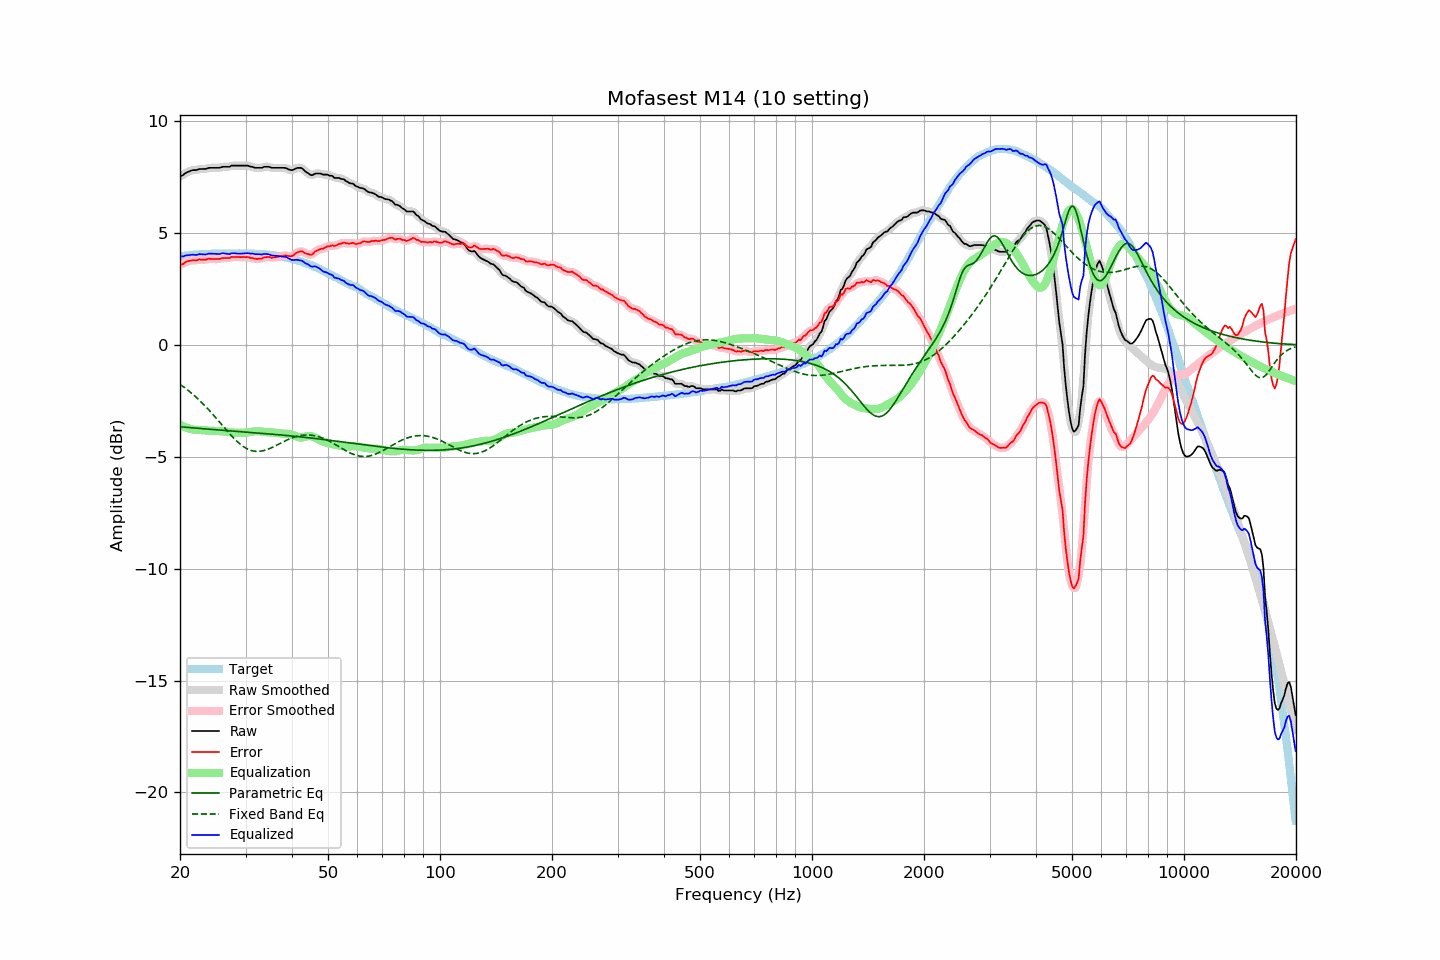 Mofasest M14 (10 setting)
10
5
0
−5
−10
−15
−20
Amplitude (dBr)
Target
Raw Smoothed
Error Smoothed
Raw
Error
Equalization
Parametric Eq
Fixed Band Eq
Equalized
20 50 100 200 500 1000 2000 5000 10000 20000
Frequency (Hz)